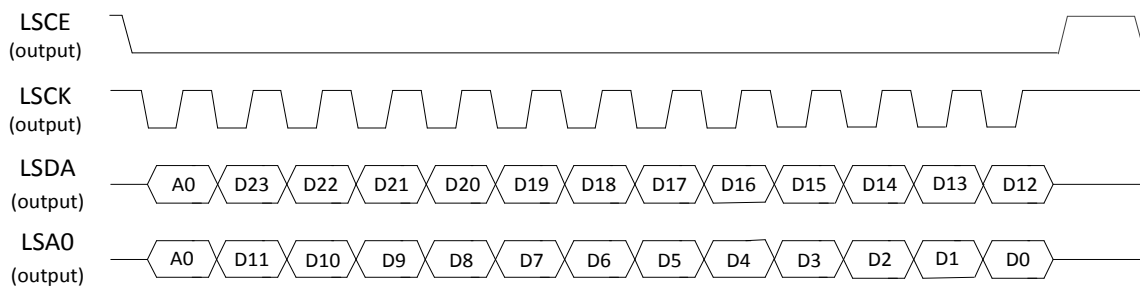 LSCE
(output)
LSCK
(output)
LSDA
(output)
A0 D23 D22 D21 D20 D19 D18 D17 D16 D15 D14 D13 D12
LSA0
(output)
A0 D11 D10 D9 D8 D7 D6 D5 D4 D3 D2 D1 D0